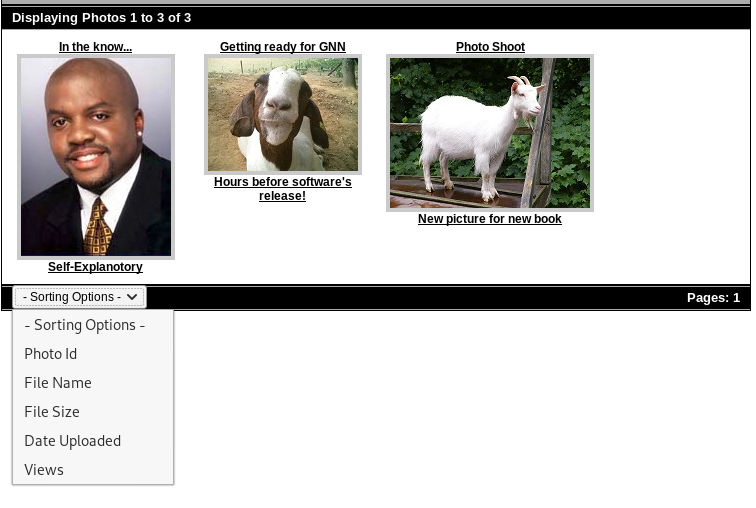 Displaying Photos 1 to 3 of 3
In the know...
Getting ready for GNN
Photo Shoot
Hours before software's
release!
New picture for new book
Self-Explanotory
- Sorting Options -
Pages: 1
- Sorting Options -
Photo Id
File Name
File Size
Date Uploaded
Views